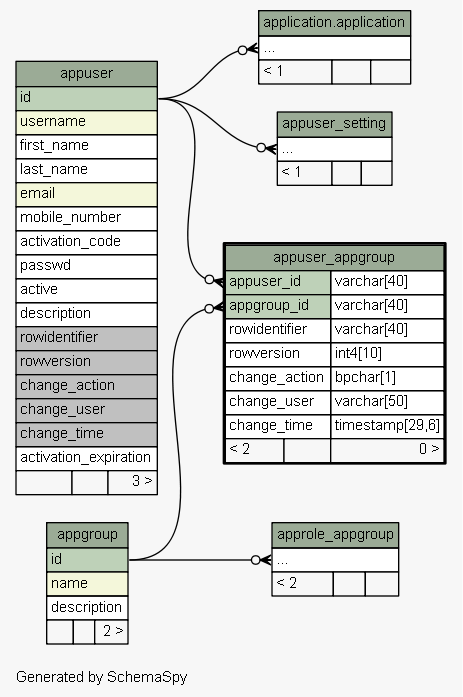 application.application
...
< 1
appuser
id
username
first_name
last_name
email
mobile_number
activation_code
passwd
active
description
rowidentifier
rowversion
change_action
change_user
change_time
activation_expiration
3 >
appuser_setting
...
< 1
appuser_appgroup
appuser_id varchar[40]
appgroup_id varchar[40]
rowidentifier varchar[40]
rowversion int4[10]
change_action bpchar[1]
change_user varchar[50]
change_time timestamp[29,6]
< 2 0 >
appgroup
id
name
description
2 >
approle_appgroup
...
< 2
Generated by SchemaSpy